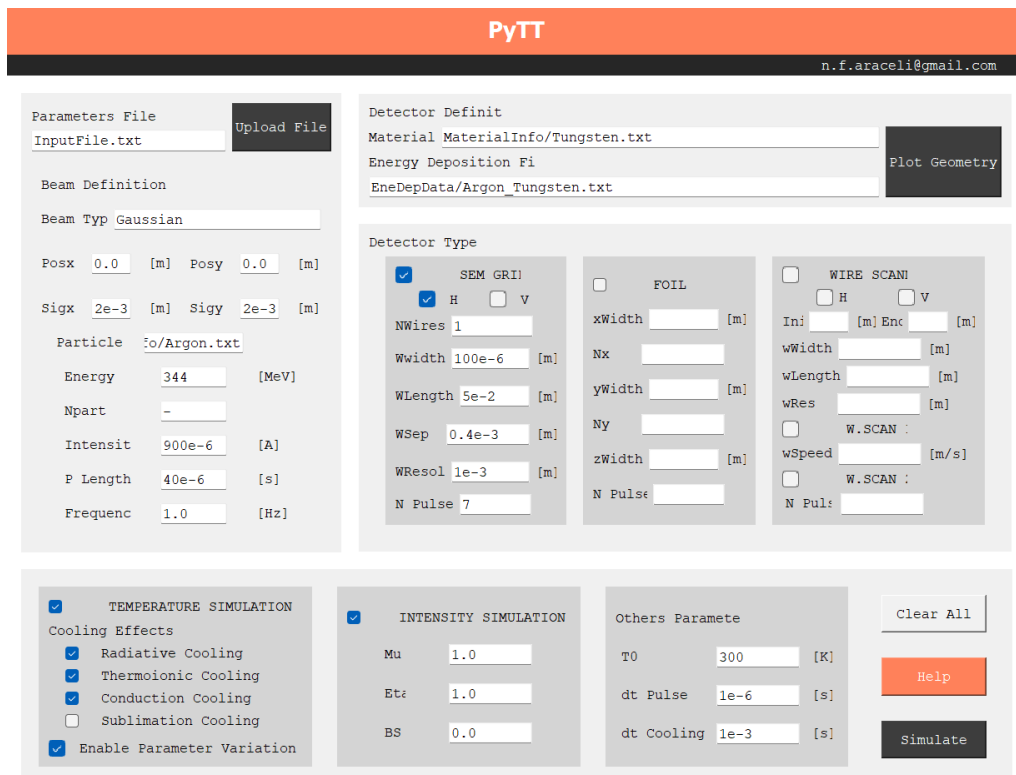 PyTT
n.f.araceli@gmail.com
Parameters File
InputFile.txt
Upload File
Beam Definition
Beam Typ Gaussian
Posx 0.0 [m] Posy 0.0 [m]
Sigx 2e-3 [m] Sigy 2e-3 [m]
Particle fo/Argon.txt
Energy 344 [MeV]
Npart -
Intensit 900e-6 [A]
P Length 40e-6 [s]
Frequenc 1.0 [Hz]
Detector Definit
Material MaterialInfo/Tungsten.txt
Energy Deposition Fi
EneDepData/Argon_Tungsten.txt
Plot Geometry
Detector Type
SEM GRI
H V
NWires 1
Wwidth 100e-6 [m]
WLength 5e-2 [m]
WSep 0.4e-3 [m]
WResol 1e-3 [m]
N Pulse 7
FOIL
xWidth [m]
Nx
yWidth [m]
Ny
zWidth [m]
N Pulse
WIRE SCAN
H V
Ini [m] End [m]
wWidth [m]
wLength [m]
wRes [m]
W.SCAN
wSpeed [m/s]
W.SCAN
N Puls
TEMPERATURE SIMULATION
Cooling Effects
Radiative Cooling
Thermoionic Cooling
Conduction Cooling
Sublimation Cooling
Enable Parameter Variation
INTENSITY SIMULATION
Mu 1.0
Eta 1.0
BS 0.0
Others Paramete
T0 300 [K]
dt Pulse 1e-6 [s]
dt Cooling 1e-3 [s]
Clear All
Help
Simulate